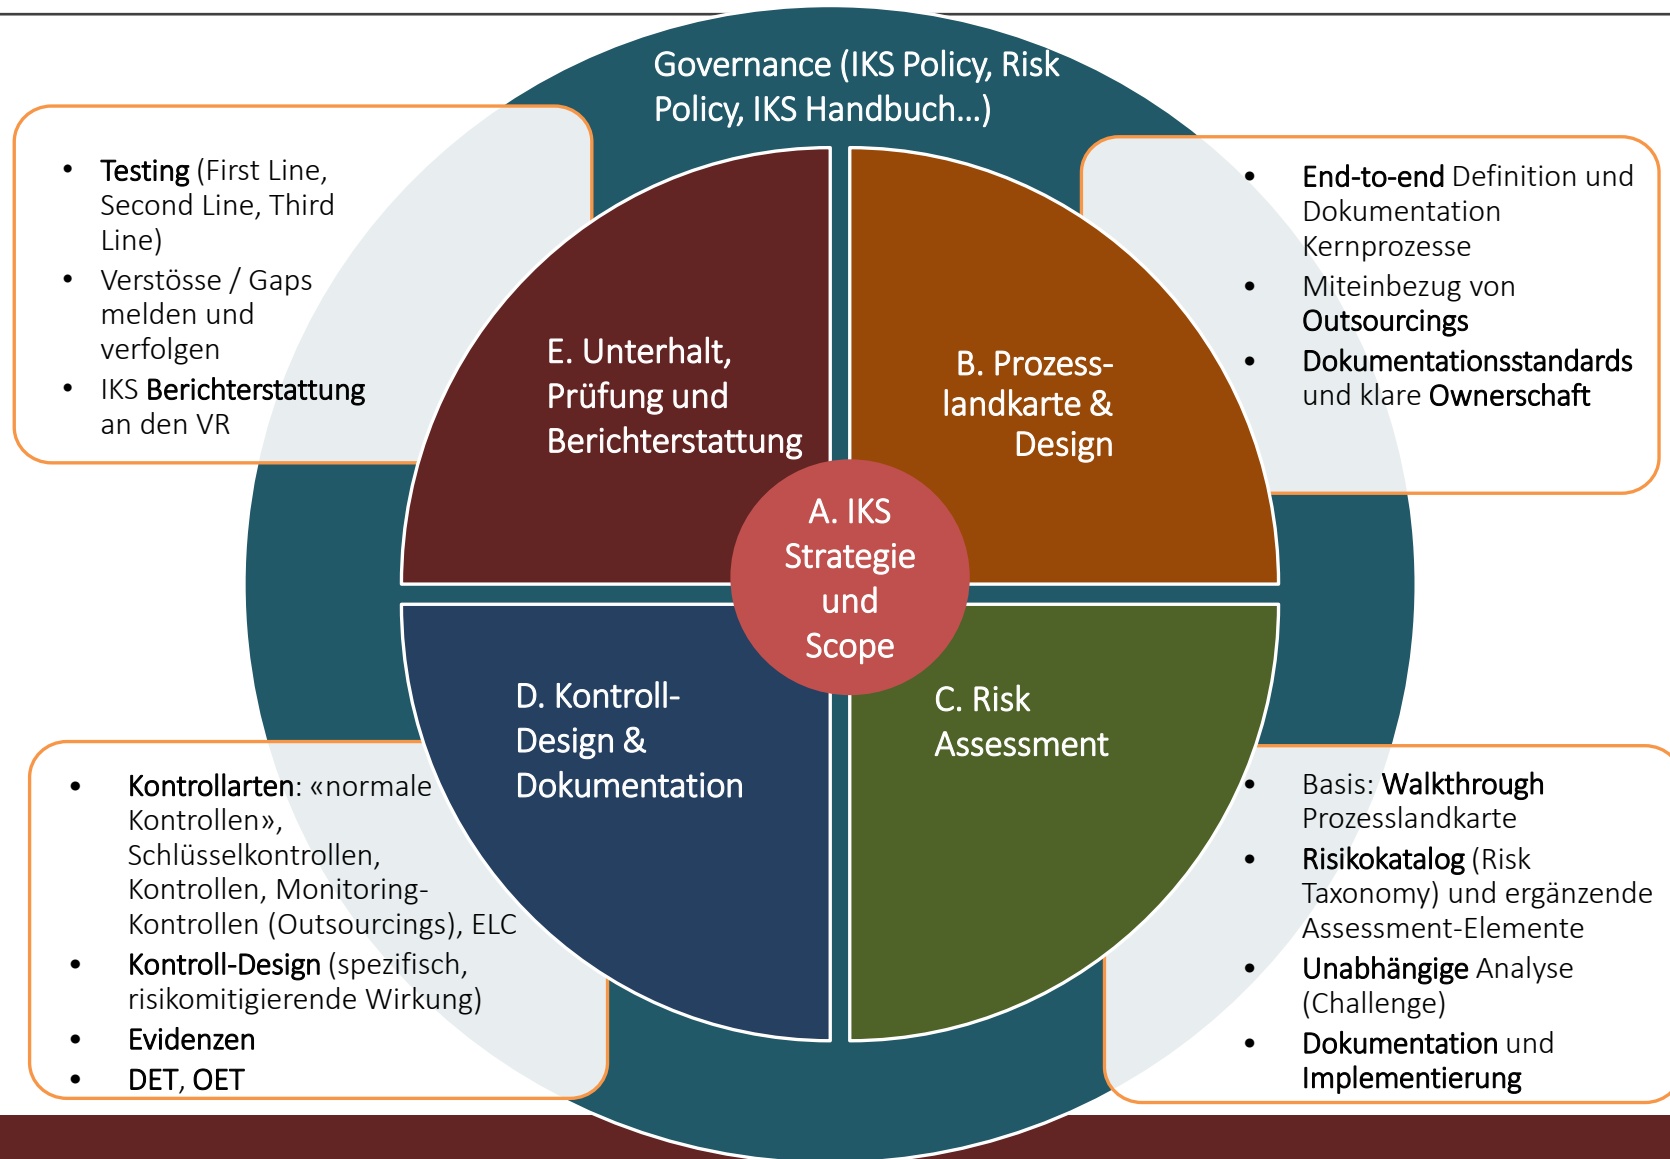 Governance (IKS Policy, Risk
Policy, IKS Handbuch...)
• Testing (First Line,
Second Line, Third
Line)
• Verstösse / Gaps
melden und
verfolgen
• IKS Berichterstattung
an den VR
• End-to-end Definition und
Dokumentation
Kernprozesse
• Miteinbezug von
Outsourcings
• Dokumentationsstandards
und klare Ownerschaft
E. Unterhalt,
Prüfung und
Berichterstattung
B. Prozess-
landkarte &
Design
A. IKS
Strategie
und
Scope
D. Kontroll-
Design &
Dokumentation
C. Risk
Assessment
• Kontrollarten: «normale
Kontrollen»,
Schlüsselkontrollen,
Kontrollen, Monitoring-
Kontrollen (Outsourcings), ELC
• Kontroll-Design (spezifisch,
risikomitigierende Wirkung)
• Evidenzen
• DET, OET
• Basis: Walkthrough
Prozesslandkarte
• Risikokatalog (Risk
Taxonomy) und ergänzende
Assessment-Elemente
• Unabhängige Analyse
(Challenge)
• Dokumentation und
Implementierung